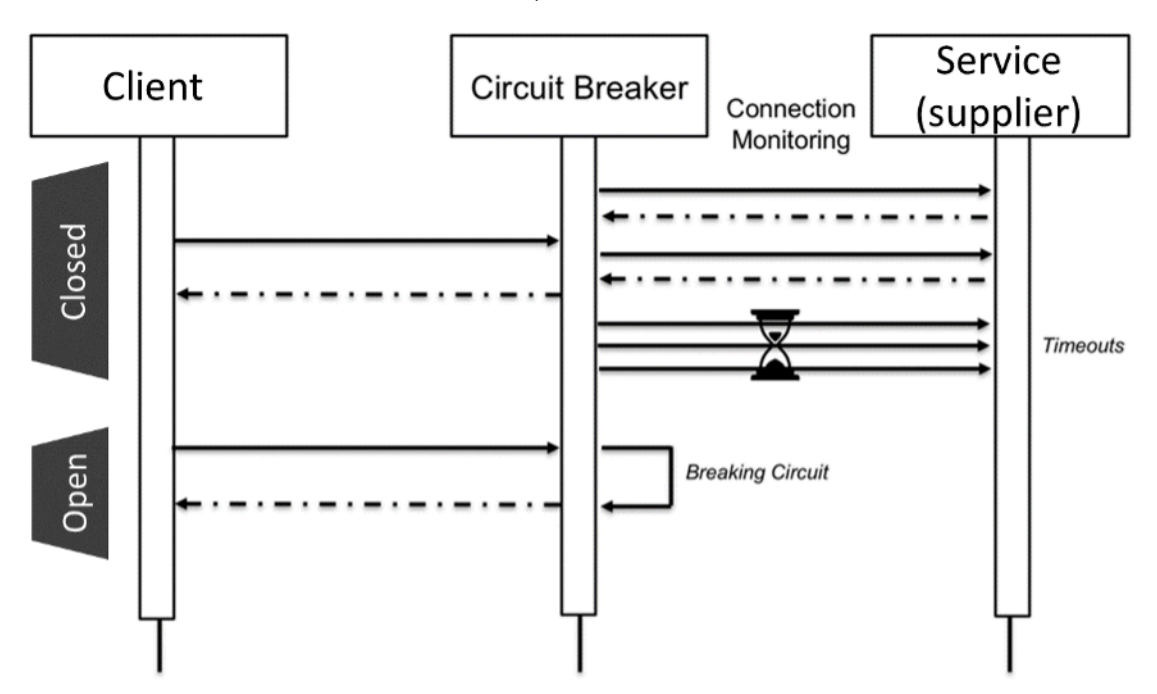 Client
Circuit Breaker
Service
(supplier)
Connection
Monitoring
Closed
Timeouts
Open
Breaking Circuit